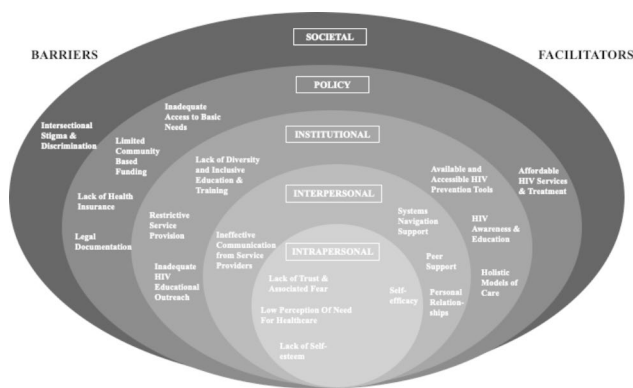 SOCIETAL
BARRIERS
FACILITATORS
POLICY
Inadequate
Access to Basic
Needs
Intersectional
Stigma &
Discrimination
Limited
Community
Based
Funding
INSTITUTIONAL
Lack of Diversity
and Inclusive
Education &
Training
Available and
Accessible HIV
Prevention Tools
Affordable
HIV Services
& Treatment
Lack of Health
Insurance
INTERPERSONAL
Restrictive
Service
Provision
Systems
Navigation
Support
HIV
Awareness &
Education
Legal
Documentation
Ineffective
Communication
from Service
Providers
INTRAPERSONAL
Peer
Support
Inadequate
HIV
Educational
Outreach
Lack of Trust &
Associated Fear
Holistic
Models of
Care
Self-
efficacy
Personal
Relation-
ships
Low Perception Of Need
For Healthcare
Lack of Self-
esteem